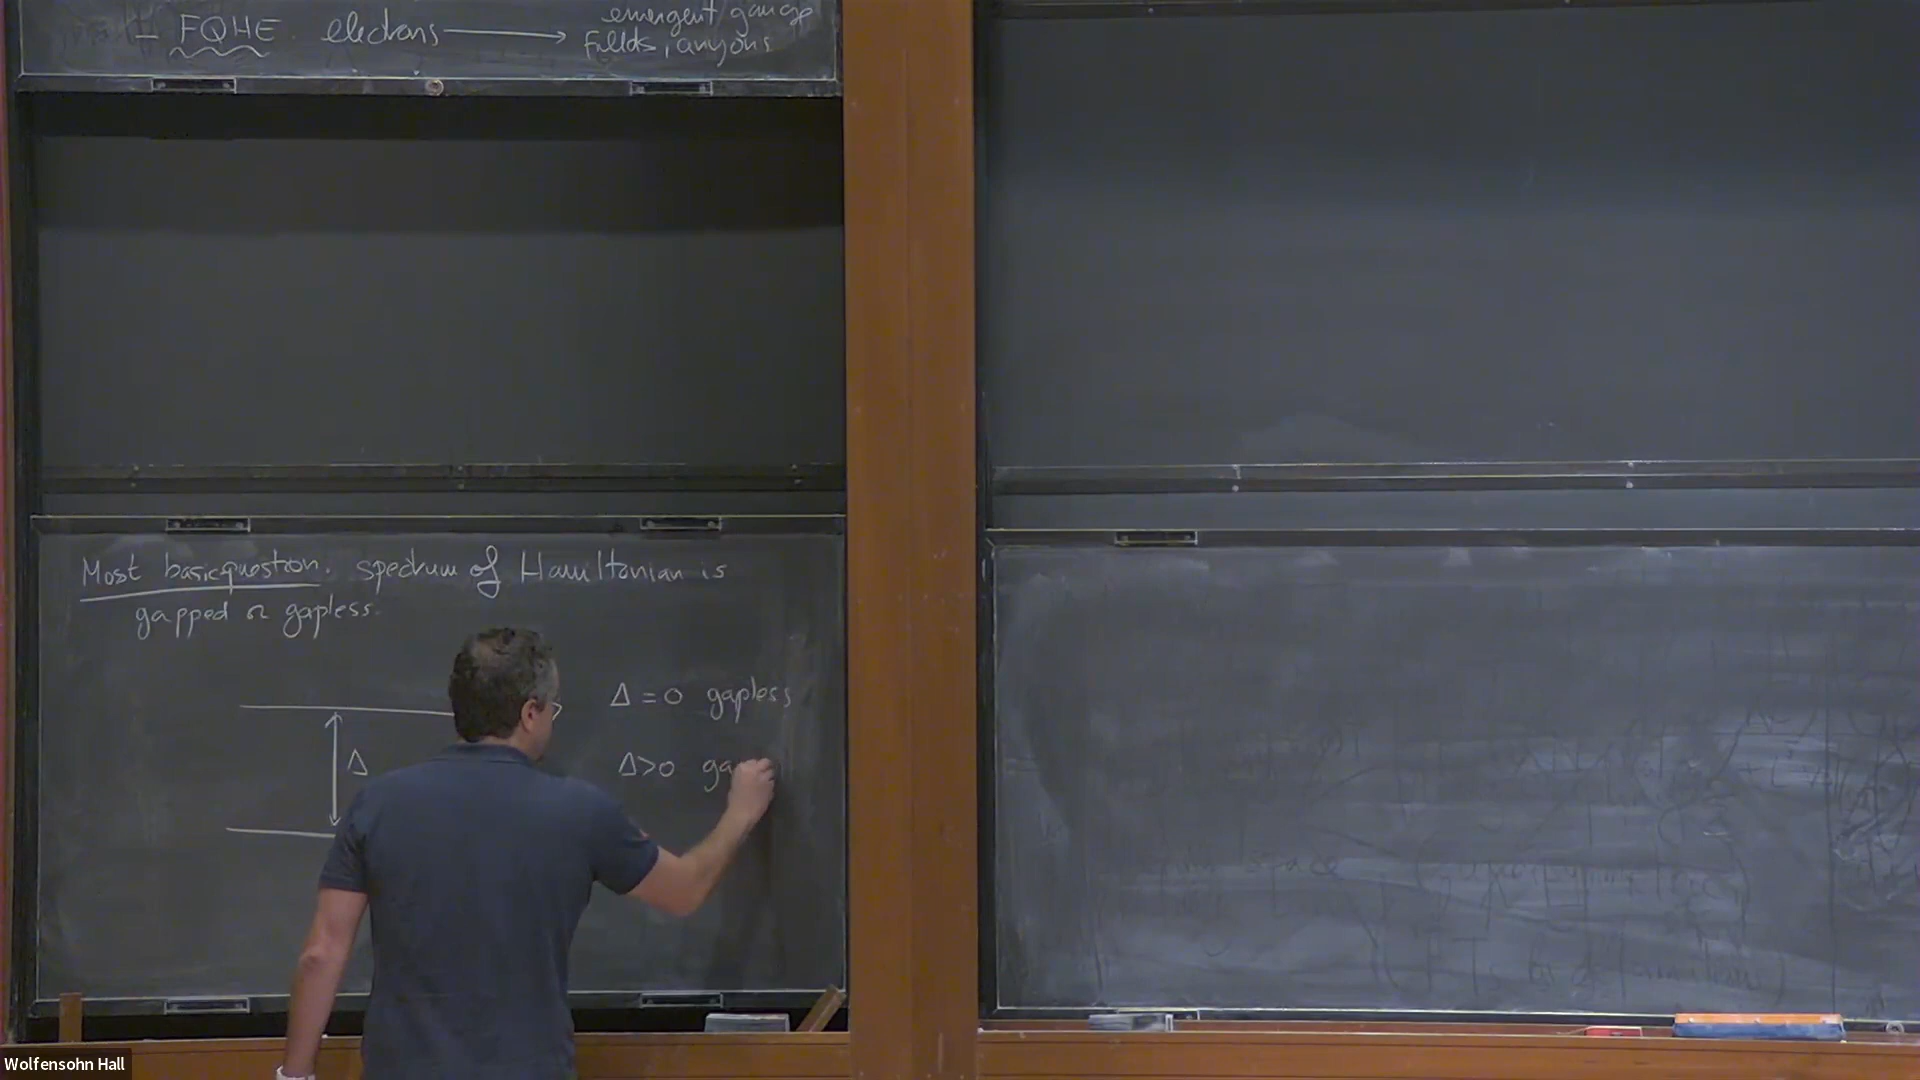 emergent gauge
– FQHE. electrons ⟶ fields, anyons
Most basic question. spectrum of Hamiltonian is
gapped or gapless.
Δ = 0 gapless
Δ
Δ>0 ga
Wolfensohn Hall